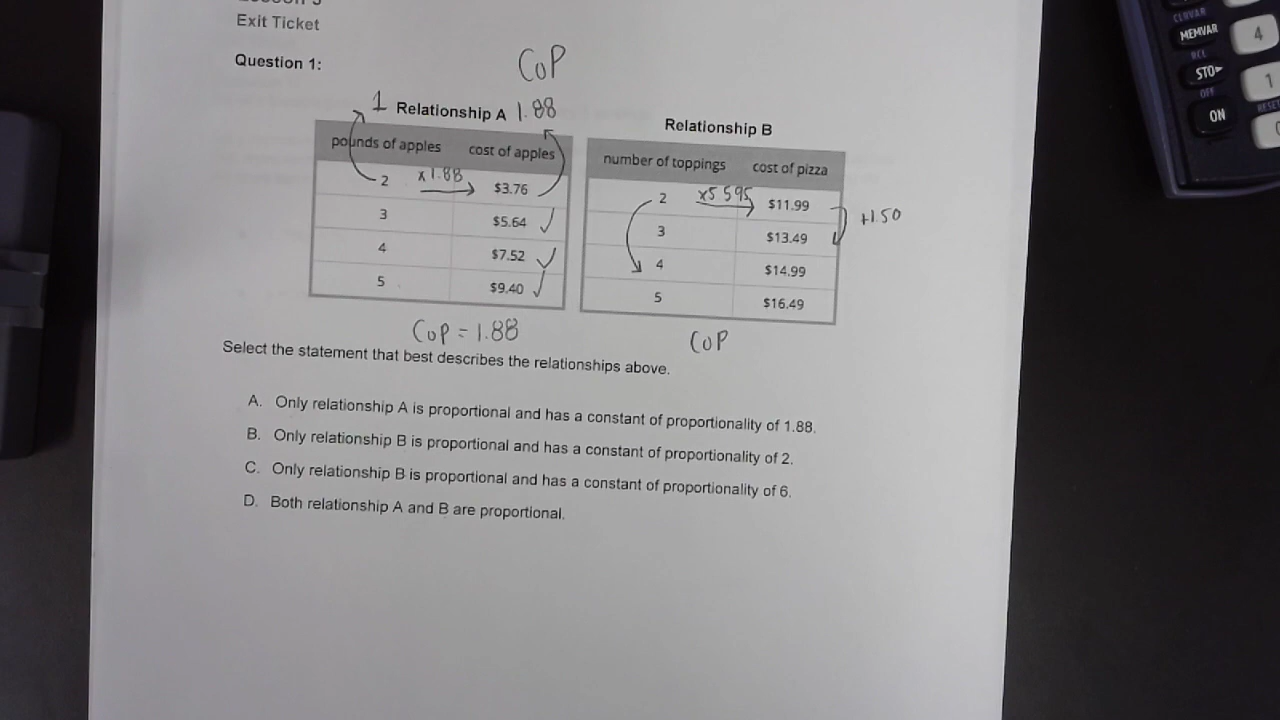 Exit Ticket
Question 1:
CoP
1 Relationship A 1.88
pounds of apples cost of apples
2 x1.88 $3.76
3 $5.64
4 $7.52
5 $9.40
CoP = 1.88
Relationship B
number of toppings cost of pizza
2 x5 595 $11.99
+1.50
3 $13.49
4 $14.99
5 $16.49
CoP
Select the statement that best describes the relationships above.
A. Only relationship A is proportional and has a constant of proportionality of 1.88.
B. Only relationship B is proportional and has a constant of proportionality of 2.
C. Only relationship B is proportional and has a constant of proportionality of 6.
D. Both relationship A and B are proportional.
CLRVAR
MEMVAR
4
RCL
STO►
1
OFF
ON
RESET